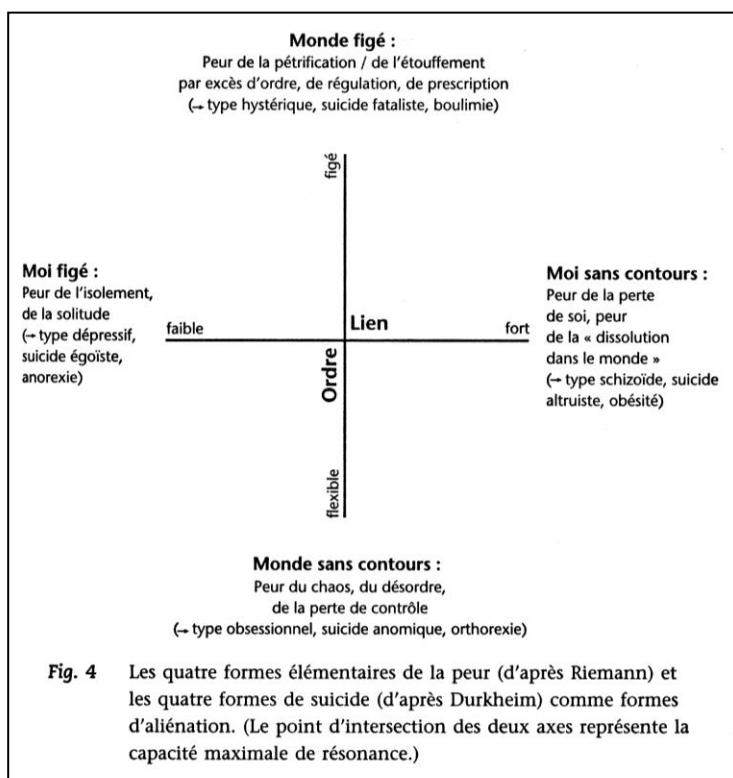 Monde figé :
Peur de la pétrification / de l'étouffement
par excès d'ordre, de régulation, de prescription
(→ type hystérique, suicide fataliste, boulimie)
figé
Moi figé :
Peur de l'isolement,
de la solitude
(→ type dépressif,
suicide égoïste,
anorexie)
faible
Lien
fort
Moi sans contours :
Peur de la perte
de soi, peur
de la « dissolution
dans le monde »
(→ type schizoïde, suicide
altruiste, obésité)
Ordre
flexible
Monde sans contours :
Peur du chaos, du désordre,
de la perte de contrôle
(→ type obsessionnel, suicide anomique, orthorexie)
Fig. 4 Les quatre formes élémentaires de la peur (d'après Riemann) et
les quatre formes de suicide (d'après Durkheim) comme formes
d'aliénation. (Le point d'intersection des deux axes représente la
capacité maximale de résonance.)